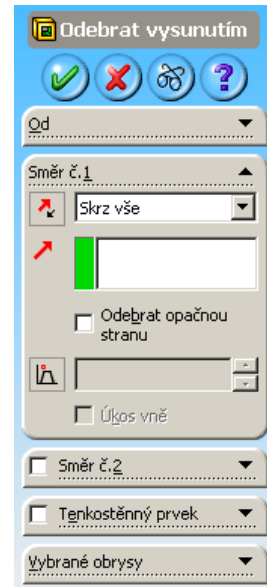 Odebrat vysunutím
?
Od
Směr č.1
Skrz vše
Odebrat opačnou
stranu
Úkos vně
Směr č.2
Tenkostěnný prvek
Vybrané obrysy